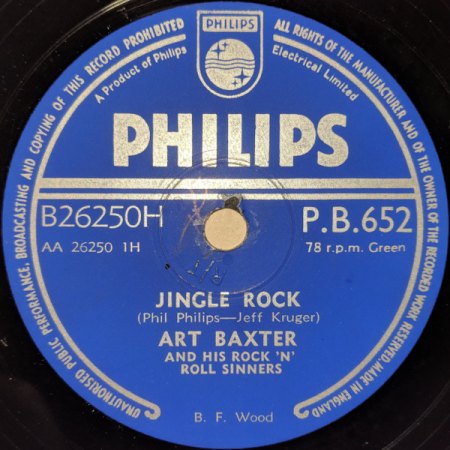 PHILIPS
A Product of Philips Electrical Limited
PHILIPS
B26250H
P.B.652
AA 26250 1H
78 r.p.m. Green
JINGLE ROCK
(Phil Philips—Jeff Kruger)
ART BAXTER
AND HIS ROCK 'N'
ROLL SINNERS
B. F. Wood
ALL RIGHTS OF THE MANUFACTURER AND OF THE OWNER OF THE RECORDED WORK RESERVED. MADE IN ENGLAND
UNAUTHORISED PUBLIC PERFORMANCE, BROADCASTING AND COPYING OF THIS RECORD PROHIBITED